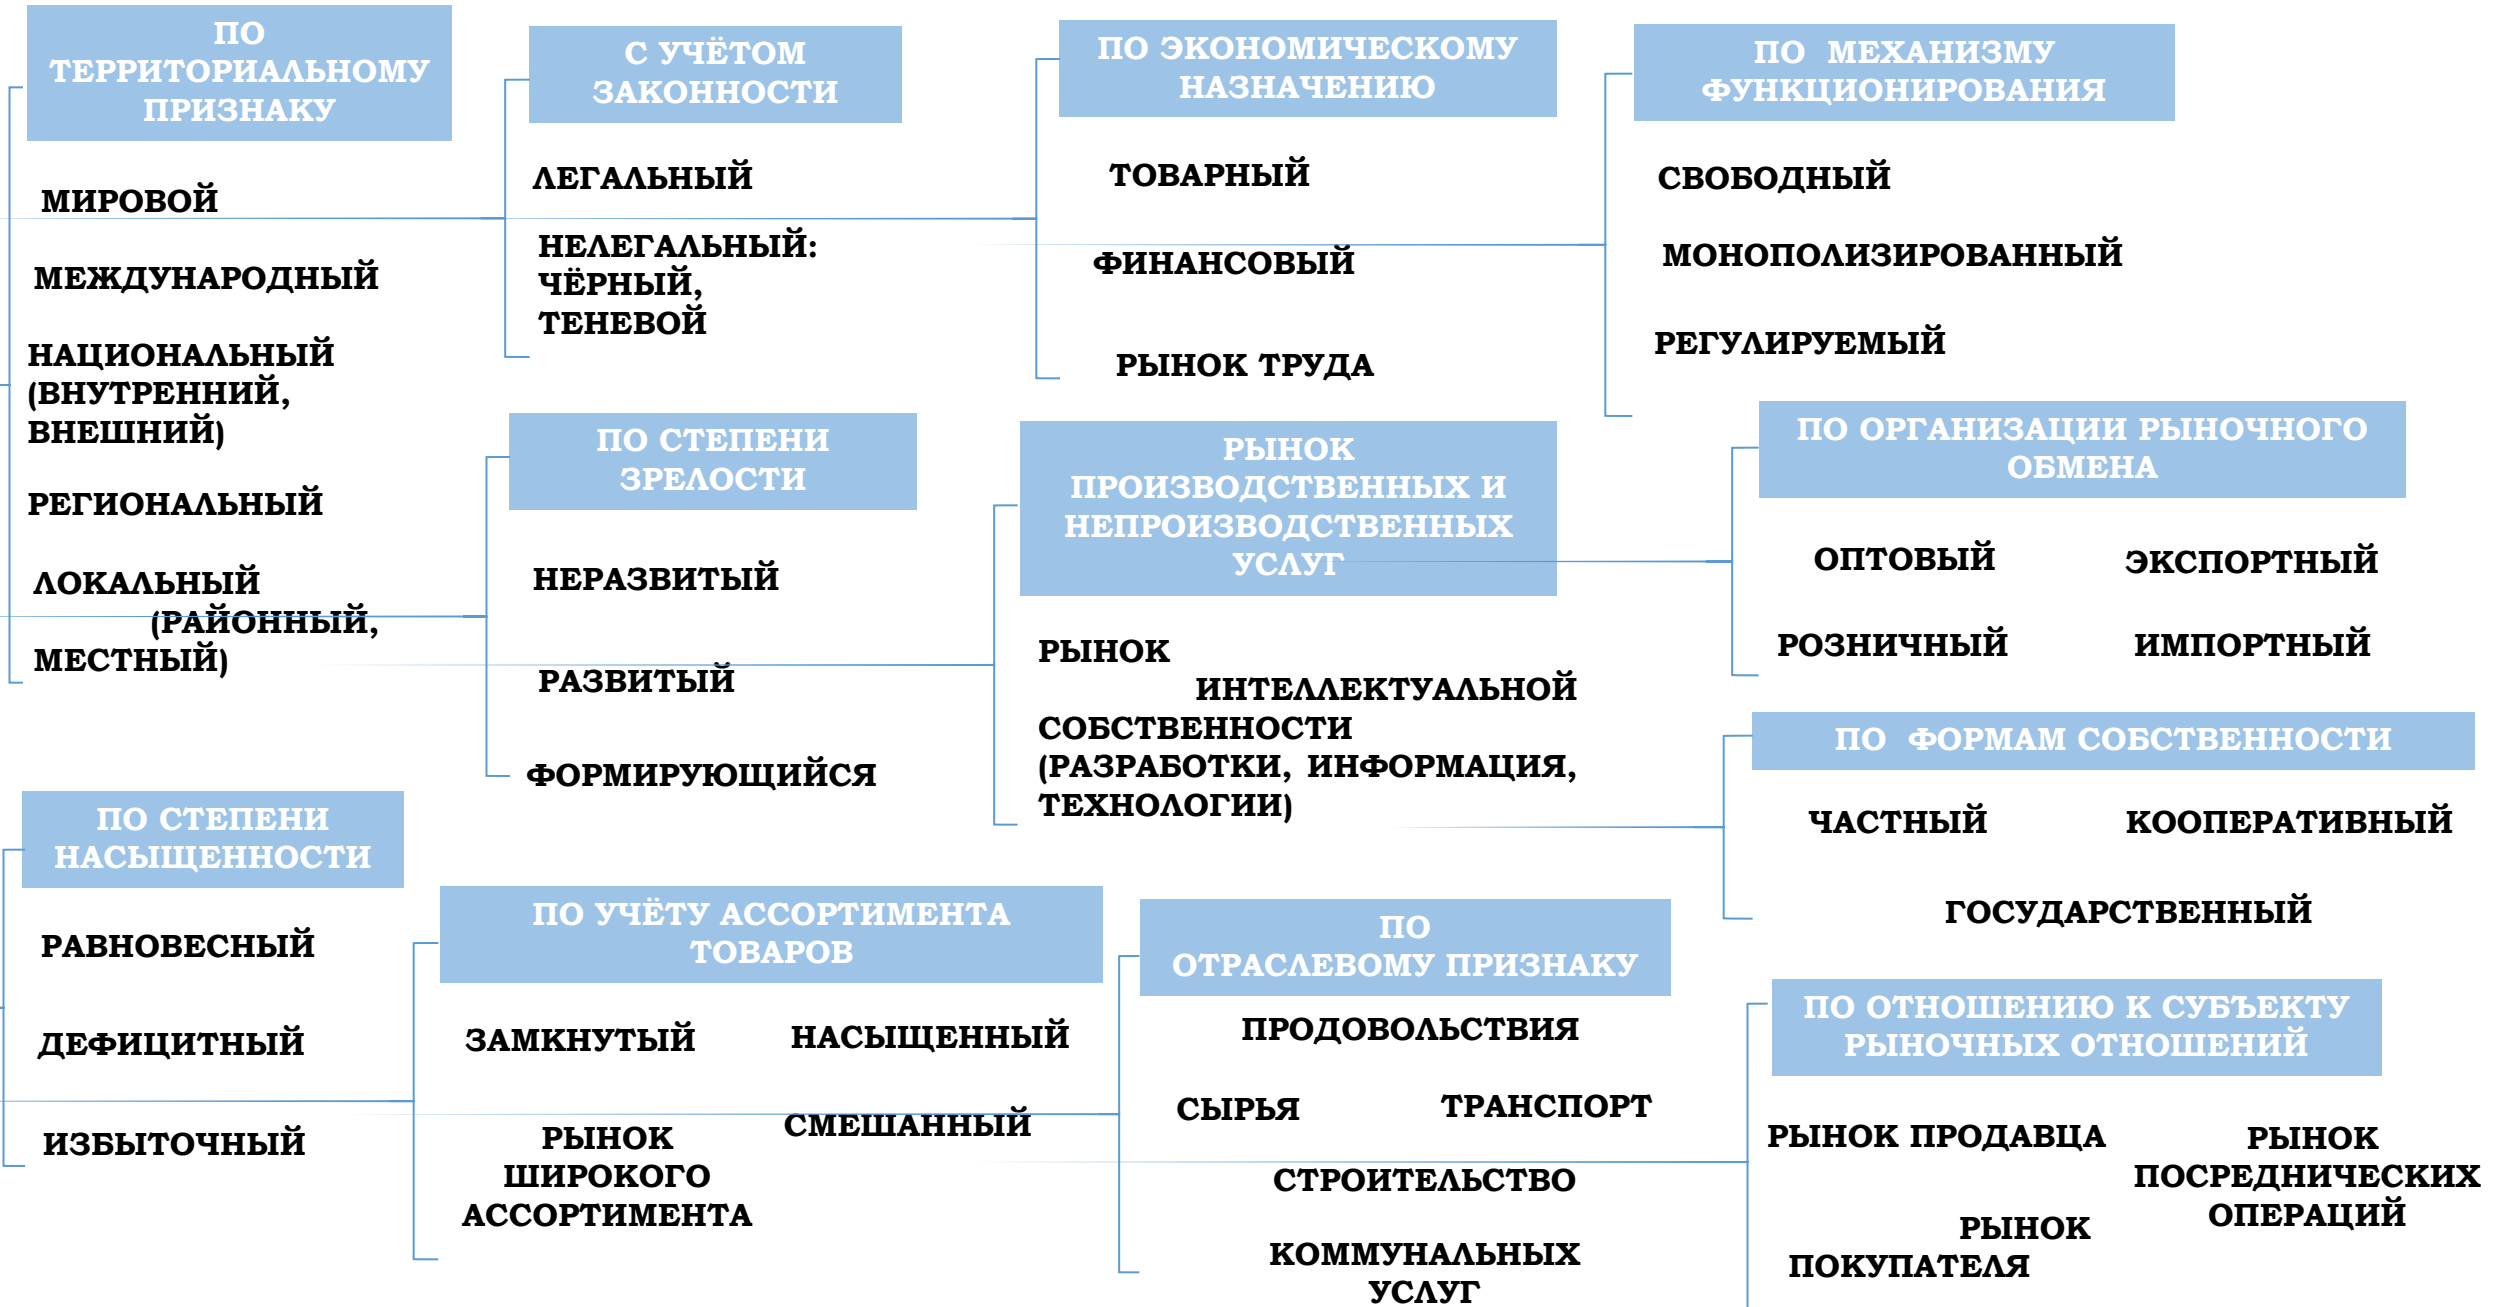 ПО
ТЕРРИТОРИАЛЬНОМУ
ПРИЗНАКУ
МИРОВОЙ
МЕЖДУНАРОДНЫЙ
НАЦИОНАЛЬНЫЙ
(ВНУТРЕННИЙ,
ВНЕШНИЙ)
РЕГИОНАЛЬНЫЙ
ЛОКАЛЬНЫЙ
(РАЙОННЫЙ,
МЕСТНЫЙ)
С УЧЁТОМ
ЗАКОННОСТИ
ЛЕГАЛЬНЫЙ
НЕЛЕГАЛЬНЫЙ:
ЧЁРНЫЙ,
ТЕНЕВОЙ
ПО ЭКОНОМИЧЕСКОМУ
НАЗНАЧЕНИЮ
ТОВАРНЫЙ
ФИНАНСОВЫЙ
РЫНОК ТРУДА
ПО МЕХАНИЗМУ
ФУНКЦИОНИРОВАНИЯ
СВОБОДНЫЙ
МОНОПОЛИЗИРОВАННЫЙ
РЕГУЛИРУЕМЫЙ
ПО СТЕПЕНИ
ЗРЕЛОСТИ
НЕРАЗВИТЫЙ
РАЗВИТЫЙ
ФОРМИРУЮЩИЙСЯ
РЫНОК
ПРОИЗВОДСТВЕННЫХ И
НЕПРОИЗВОДСТВЕННЫХ
УСЛУГ
РЫНОК
ИНТЕЛЛЕКТУАЛЬНОЙ
СОБСТВЕННОСТИ
(РАЗРАБОТКИ, ИНФОРМАЦИЯ,
ТЕХНОЛОГИИ)
ПО ОРГАНИЗАЦИИ РЫНОЧНОГО
ОБМЕНА
ОПТОВЫЙ ЭКСПОРТНЫЙ
РОЗНИЧНЫЙ ИМПОРТНЫЙ
ПО ФОРМАМ СОБСТВЕННОСТИ
ЧАСТНЫЙ КООПЕРАТИВНЫЙ
ГОСУДАРСТВЕННЫЙ
ПО СТЕПЕНИ
НАСЫЩЕННОСТИ
РАВНОВЕСНЫЙ
ДЕФИЦИТНЫЙ
ИЗБЫТОЧНЫЙ
ПО УЧЁТУ АССОРТИМЕНТА
ТОВАРОВ
ЗАМКНУТЫЙ НАСЫЩЕННЫЙ
СМЕШАННЫЙ
РЫНОК
ШИРОКОГО
АССОРТИМЕНТА
ПО
ОТРАСЛЕВОМУ ПРИЗНАКУ
ПРОДОВОЛЬСТВИЯ
СЫРЬЯ ТРАНСПОРТ
СТРОИТЕЛЬСТВО
КОММУНАЛЬНЫХ
УСЛУГ
ПО ОТНОШЕНИЮ К СУБЪЕКТУ
РЫНОЧНЫХ ОТНОШЕНИЙ
РЫНОК ПРОДАВЦА
РЫНОК
ПОСРЕДНИЧЕСКИХ
ОПЕРАЦИЙ
РЫНОК
ПОКУПАТЕЛЯ